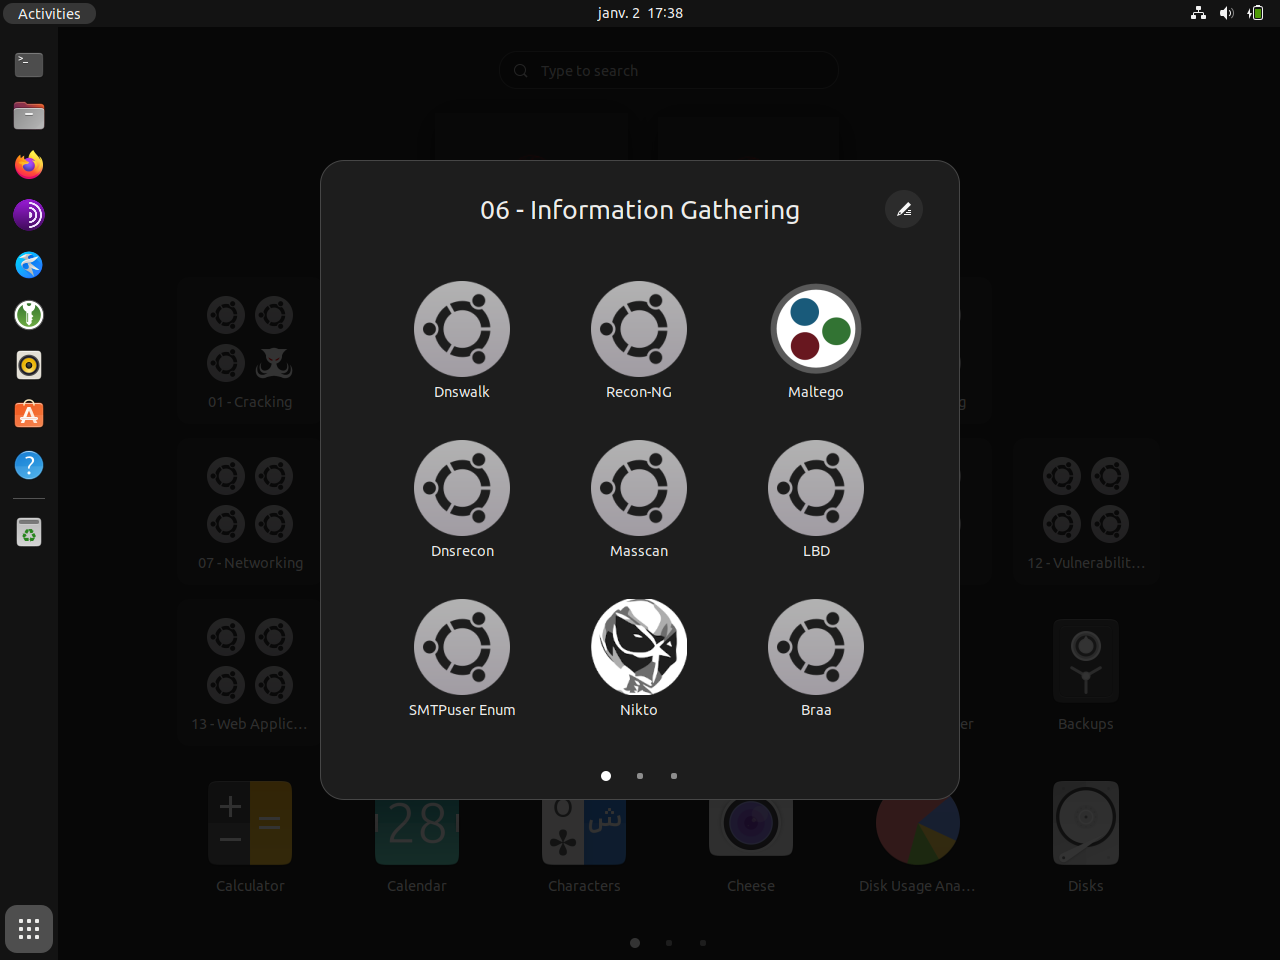 Activities
janv. 2 17:38
Type to search
06 - Information Gathering
Dnswalk
Recon-NG
Maltego
01 - Cracking
g
Dnsrecon
Masscan
LBD
07 - Networking
12 - Vulnerabilit…
SMTPuser Enum
Nikto
Braa
13 - Web Applic…
er
Backups
28
Calculator
Calendar
Characters
Cheese
Disk Usage Ana…
Disks